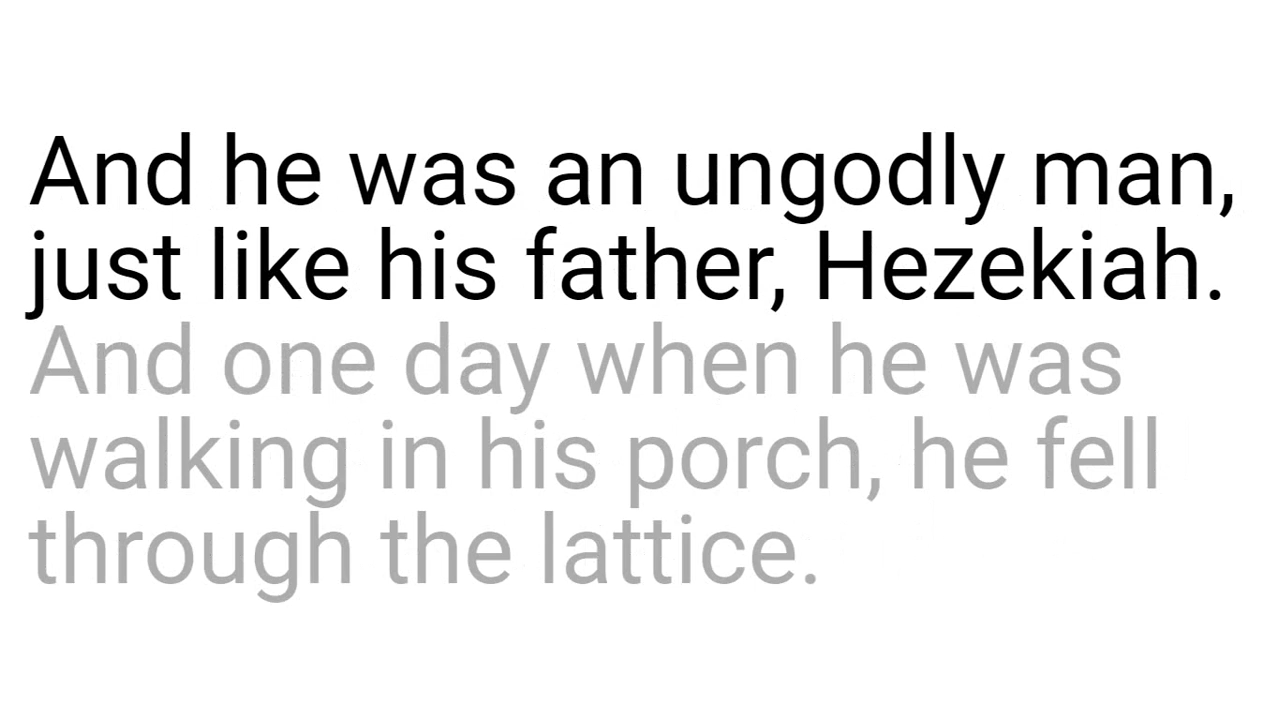 And he was an ungodly man,
just like his father, Hezekiah.
And one day when he was
walking in his porch, he fell
through the lattice.